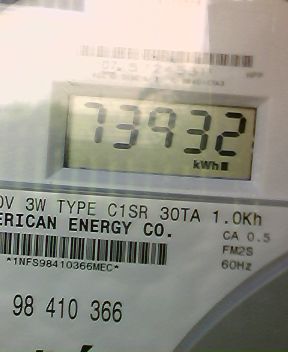 73932
kWh
0V 3W TYPE C1SR 30TA 1.0Kh
ERICAN ENERGY CO.
CA 0.5
FM2S
60Hz
*1NFS98410366MEC*
98 410 366